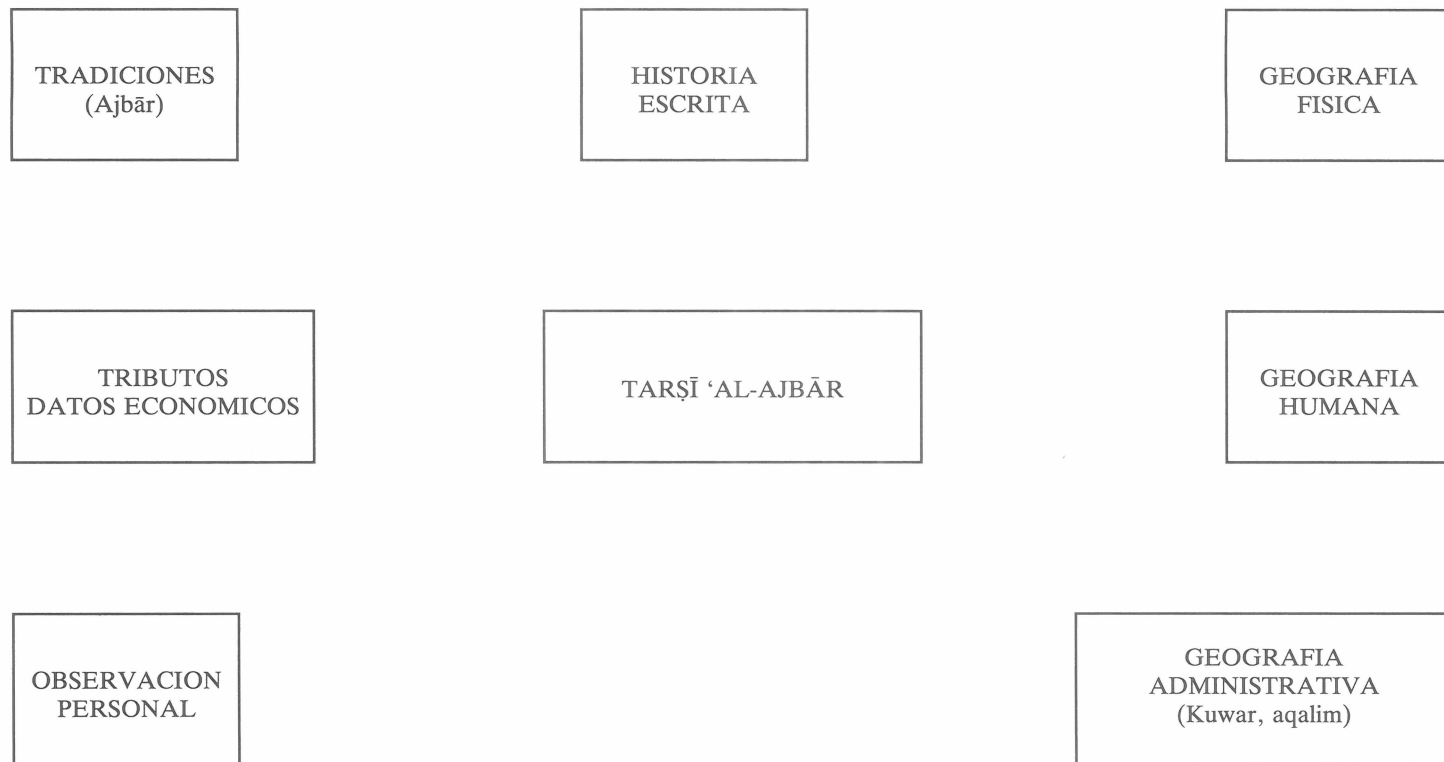 TRADICIONES
(Ajbār)
HISTORIA
ESCRITA
GEOGRAFIA
FISICA
TRIBUTOS
DATOS ECONOMICOS
TARṢĪ ‘AL-AJBĀR
GEOGRAFIA
HUMANA
OBSERVACION
PERSONAL
GEOGRAFIA
ADMINISTRATIVA
(Kuwar, aqalim)